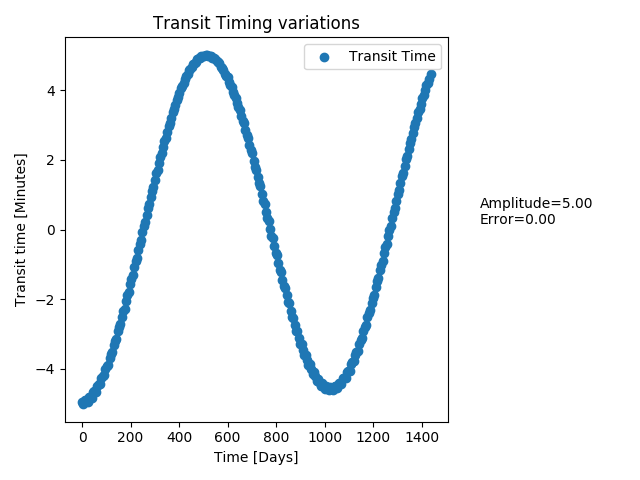 Transit Timing variations
Transit Time
4
2
0
−2
−4
Transit time [Minutes]
0 200 400 600 800 1000 1200 1400
Time [Days]
Amplitude=5.00
Error=0.00